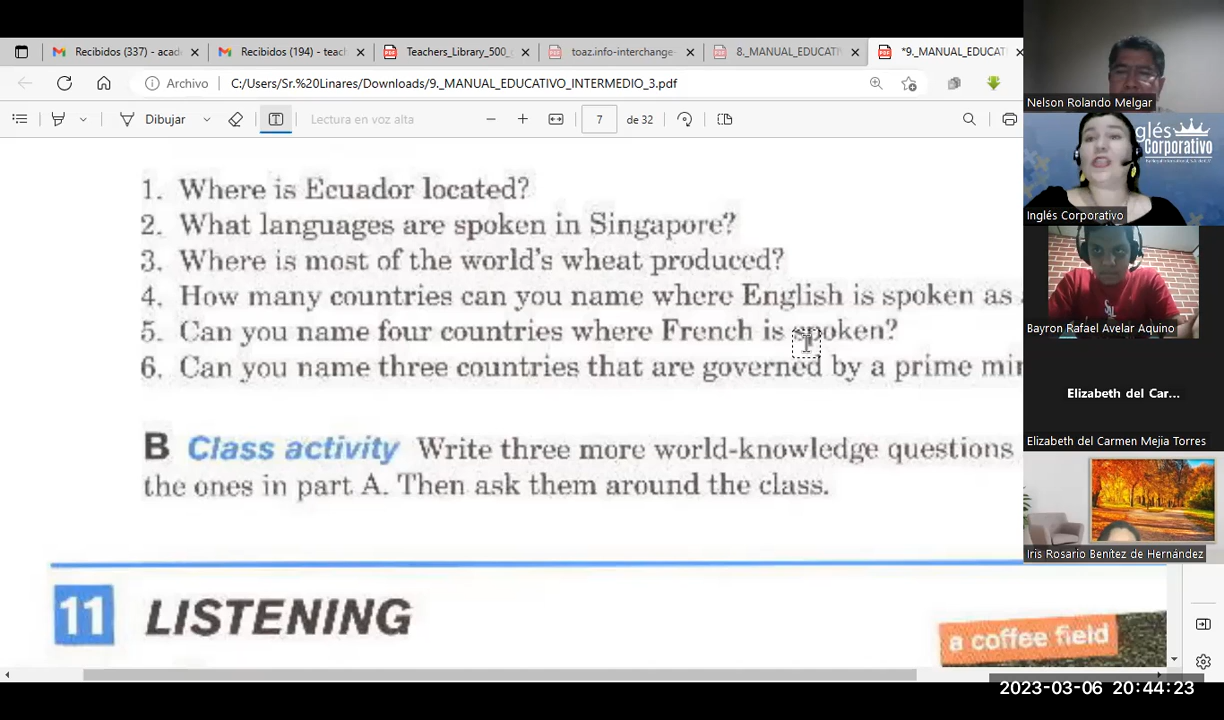 Recibidos (337) - acad
Recibidos (194) - teach
Teachers_Library_500_
toaz.info-interchange-
8._MANUAL_EDUCATIV
*9._MANUAL_EDUCAT
Archivo
C:/Users/Sr.%20Linares/Downloads/9._MANUAL_EDUCATIVO_INTERMEDIO_3.pdf
Dibujar
Lectura en voz alta
7
de 32
1. Where is Ecuador located?
2. What languages are spoken in Singapore?
3. Where is most of the world's wheat produced?
4. How many countries can you name where English is spoken as
5. Can you name four countries where French is spoken?
6. Can you name three countries that are governed by a prime min
B Class activity Write three more world-knowledge questions
the ones in part A. Then ask them around the class.
11 LISTENING
a coffee field
Nelson Rolando Melgar
glés
Corporativo
Inglés Corporativo
Bayron Rafael Avelar Aquino
Elizabeth del Car...
Elizabeth del Carmen Mejia Torres
Iris Rosario Benítez de Hernández
2023-03-06 20:44:23